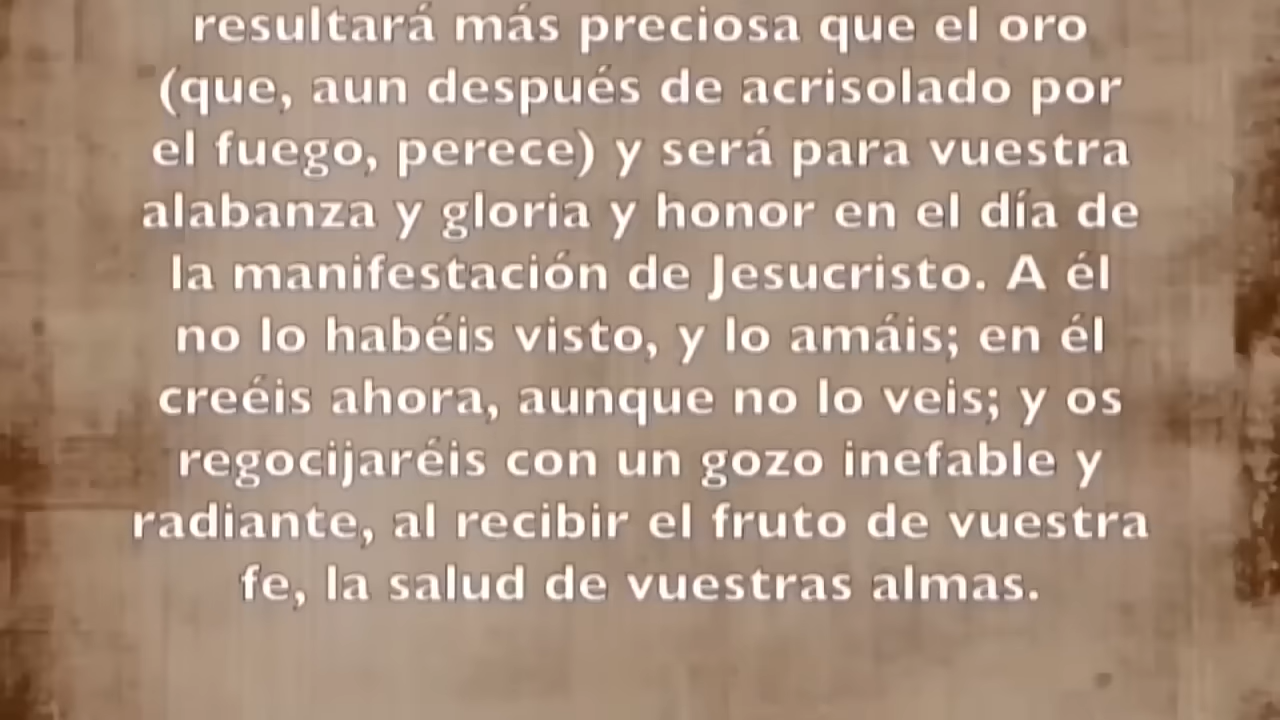 resultará más preciosa que el oro
(que, aun después de acrisolado por
el fuego, perece) y será para vuestra
alabanza y gloria y honor en el día de
la manifestación de Jesucristo. A él
no lo habéis visto, y lo amáis; en él
creéis ahora, aunque no lo veis; y os
regocijaréis con un gozo inefable y
radiante, al recibir el fruto de vuestra
fe, la salud de vuestras almas.